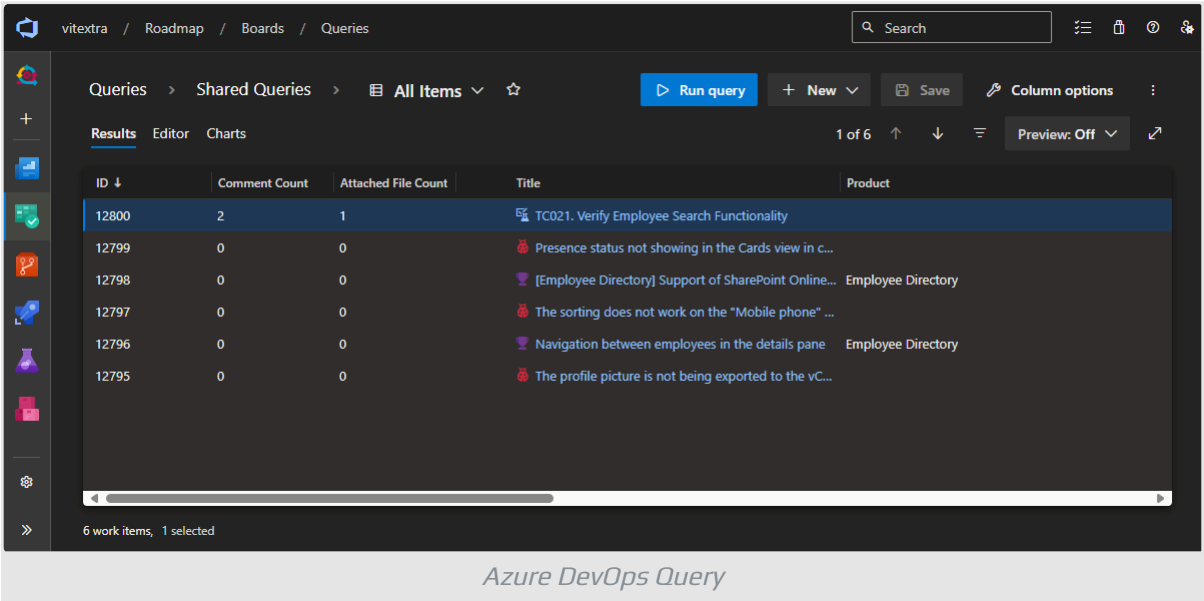 vitextra / Roadmap / Boards / Queries Search
Queries > Shared Queries > All Items Run query + New Save Column options
Results Editor Charts 1 of 6 Preview: Off
ID ↓ Comment Count Attached File Count Title Product
12800 2 1 TC021. Verify Employee Search Functionality
12799 0 0 Presence status not showing in the Cards view in c...
12798 0 0 [Employee Directory] Support of SharePoint Online... Employee Directory
12797 0 0 The sorting does not work on the "Mobile phone" ...
12796 0 0 Navigation between employees in the details pane Employee Directory
12795 0 0 The profile picture is not being exported to the vC...
6 work items, 1 selected
Azure DevOps Query